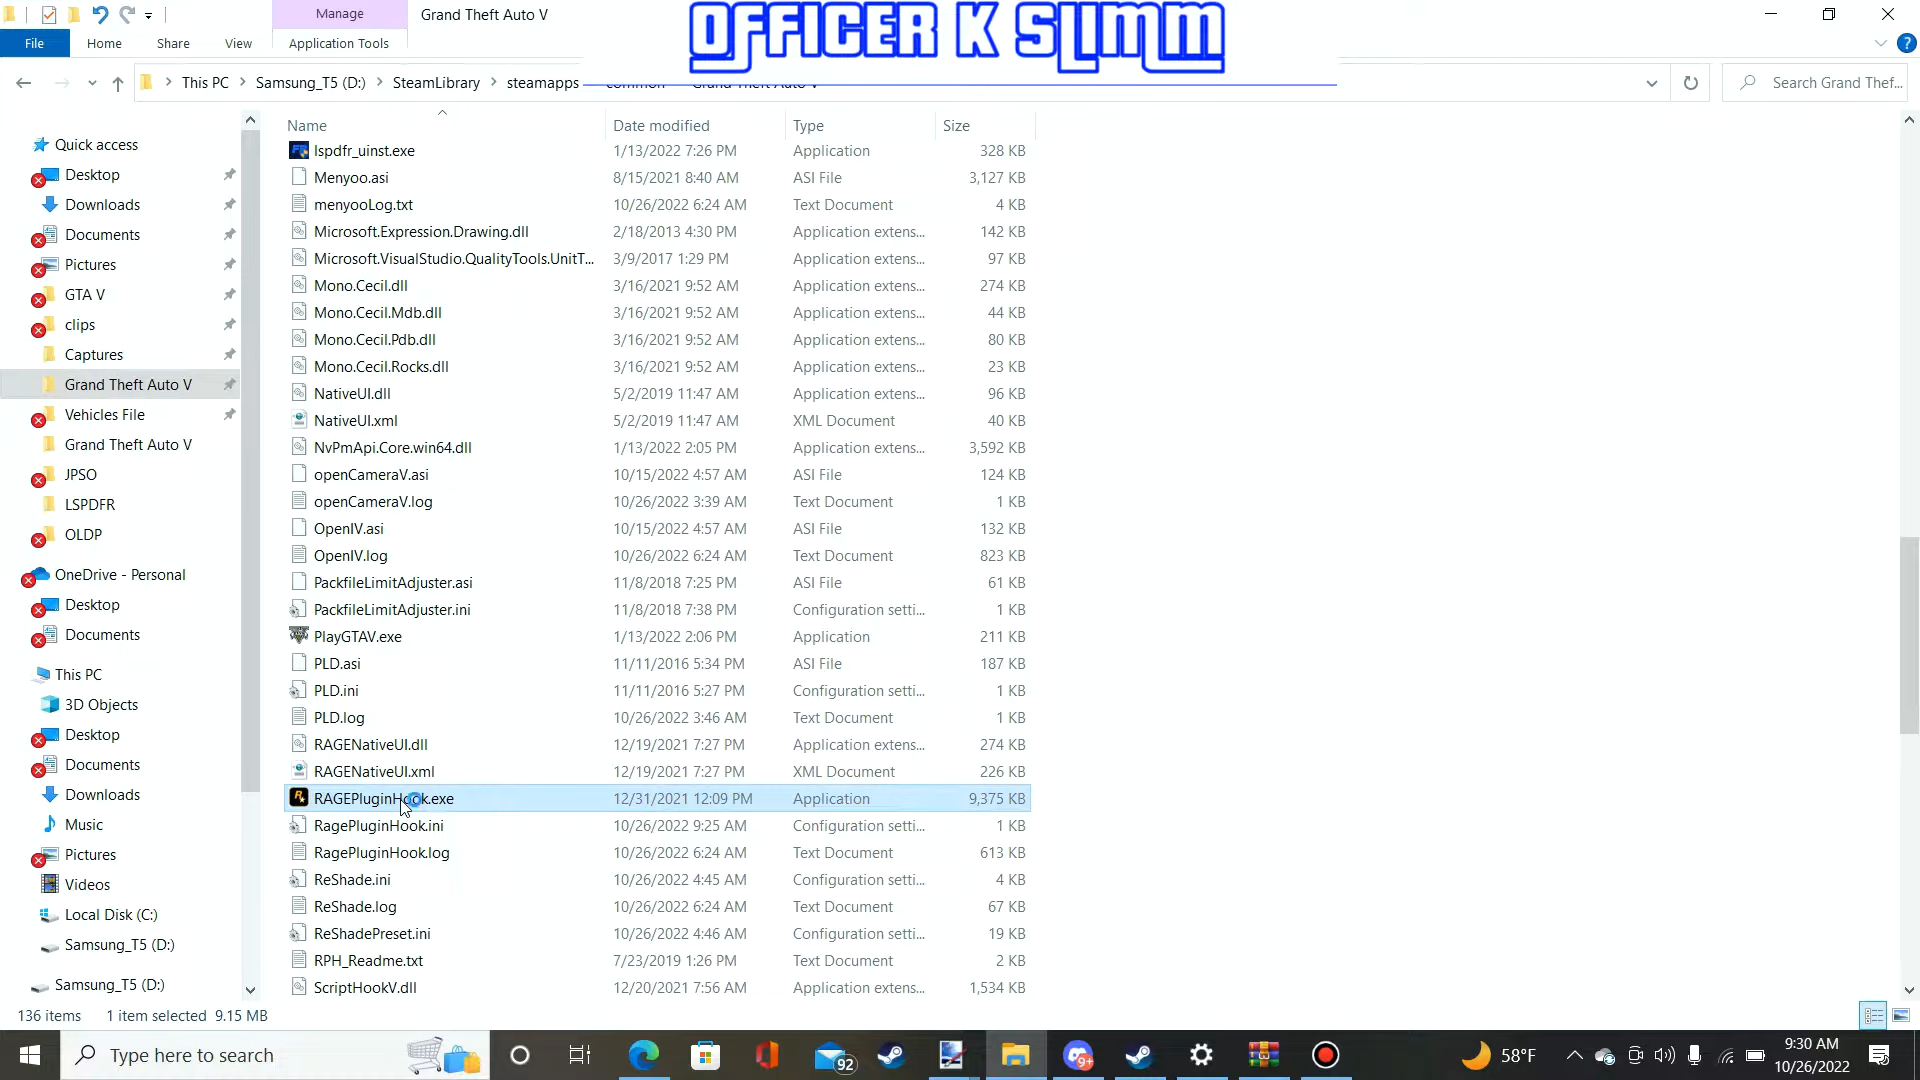 Manage
Grand Theft Auto V
OFFICER K SLIMM
File
Home
Share
View
Application Tools
This PC
Samsung_T5 (D:)
SteamLibrary
steamapps
common
Grand Theft Auto V
Search Grand Thef...
Quick access
Desktop
Downloads
Documents
Pictures
GTA V
clips
Captures
Grand Theft Auto V
Vehicles File
Grand Theft Auto V
JPSO
LSPDFR
OLDP
OneDrive - Personal
Desktop
Documents
This PC
3D Objects
Desktop
Documents
Downloads
Music
Pictures
Videos
Local Disk (C:)
Samsung_T5 (D:)
Samsung_T5 (D:)
Name Date modified Type Size
lspdfr_uinst.exe 1/13/2022 7:26 PM Application 328 KB
Menyoo.asi 8/15/2021 8:40 AM ASI File 3,127 KB
menyooLog.txt 10/26/2022 6:24 AM Text Document 4 KB
Microsoft.Expression.Drawing.dll 2/18/2013 4:30 PM Application extens... 142 KB
Microsoft.VisualStudio.QualityTools.UnitT... 3/9/2017 1:29 PM Application extens... 97 KB
Mono.Cecil.dll 3/16/2021 9:52 AM Application extens... 274 KB
Mono.Cecil.Mdb.dll 3/16/2021 9:52 AM Application extens... 44 KB
Mono.Cecil.Pdb.dll 3/16/2021 9:52 AM Application extens... 80 KB
Mono.Cecil.Rocks.dll 3/16/2021 9:52 AM Application extens... 23 KB
NativeUI.dll 5/2/2019 11:47 AM Application extens... 96 KB
NativeUI.xml 5/2/2019 11:47 AM XML Document 40 KB
NvPmApi.Core.win64.dll 1/13/2022 2:05 PM Application extens... 3,592 KB
openCameraV.asi 10/15/2022 4:57 AM ASI File 124 KB
openCameraV.log 10/26/2022 3:39 AM Text Document 1 KB
OpenIV.asi 10/15/2022 4:57 AM ASI File 132 KB
OpenIV.log 10/26/2022 6:24 AM Text Document 823 KB
PackfileLimitAdjuster.asi 11/8/2018 7:25 PM ASI File 61 KB
PackfileLimitAdjuster.ini 11/8/2018 7:38 PM Configuration setti... 1 KB
PlayGTAV.exe 1/13/2022 2:06 PM Application 211 KB
PLD.asi 11/11/2016 5:34 PM ASI File 187 KB
PLD.ini 11/11/2016 5:27 PM Configuration setti... 1 KB
PLD.log 10/26/2022 3:46 AM Text Document 1 KB
RAGENativeUI.dll 12/19/2021 7:27 PM Application extens... 274 KB
RAGENativeUI.xml 12/19/2021 7:27 PM XML Document 226 KB
RAGEPluginHook.exe 12/31/2021 12:09 PM Application 9,375 KB
RagePluginHook.ini 10/26/2022 9:25 AM Configuration setti... 1 KB
RagePluginHook.log 10/26/2022 6:24 AM Text Document 613 KB
ReShade.ini 10/26/2022 4:45 AM Configuration setti... 4 KB
ReShade.log 10/26/2022 6:24 AM Text Document 67 KB
ReShadePreset.ini 10/26/2022 4:46 AM Configuration setti... 19 KB
RPH_Readme.txt 7/23/2019 1:26 PM Text Document 2 KB
ScriptHookV.dll 12/20/2021 7:56 AM Application extens... 1,534 KB
136 items 1 item selected 9.15 MB
Type here to search
92
9+
58°F
9:30 AM
10/26/2022